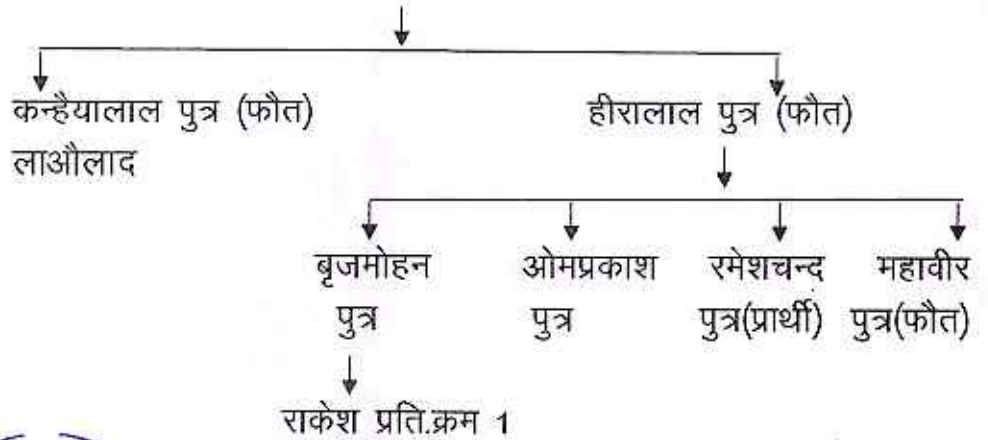 कन्हैयालाल पुत्र (फौत) हीरालाल पुत्र (फौत)
लाऔलाद
बृजमोहन ओमप्रकाश रमेशचन्द महावीर
पुत्र पुत्र पुत्र(प्रार्थी) पुत्र(फौत)
राकेश प्रति.क्रम 1